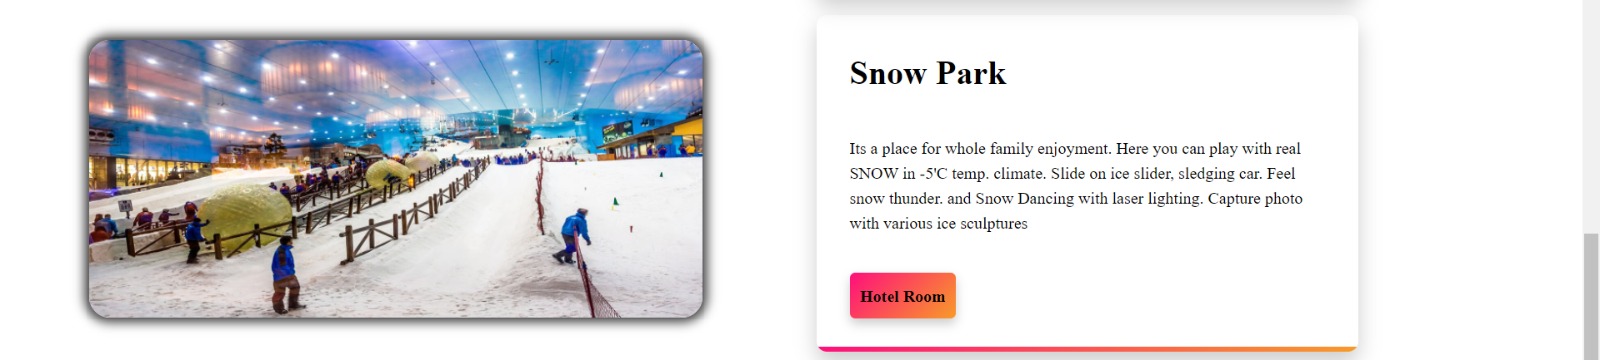 Snow Park
Its a place for whole family enjoyment. Here you can play with real
SNOW in -5'C temp. climate. Slide on ice slider, sledging car. Feel
snow thunder. and Snow Dancing with laser lighting. Capture photo
with various ice sculptures
Hotel Room